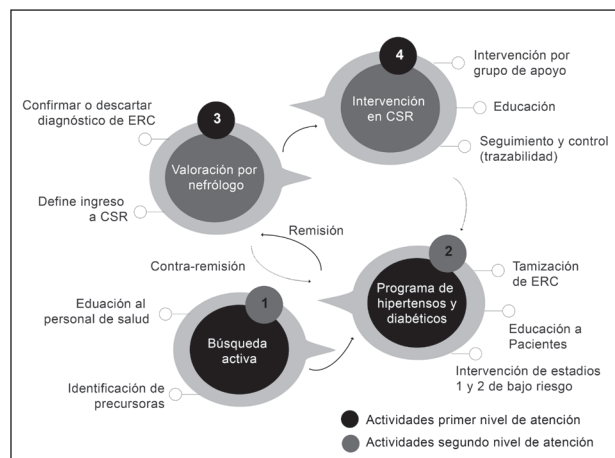 4
Intervención en CSR
Intervención por
grupo de apoyo
Educación
Seguimiento y control
(trazabilidad)
3
Valoración por
nefrólogo
Confirmar o descartar
diagnóstico de ERC
Define ingreso
a CSR
Remisión
Contra-remisión
2
Programa de
hipertensos y
diabéticos
Tamización
de ERC
Educación a
Pacientes
Intervención de estadios
1 y 2 de bajo riesgo
1
Búsqueda
activa
Eduación al
personal de salud
Identificación de
precursoras
Actividades primer nivel de atención
Actividades segundo nivel de atención